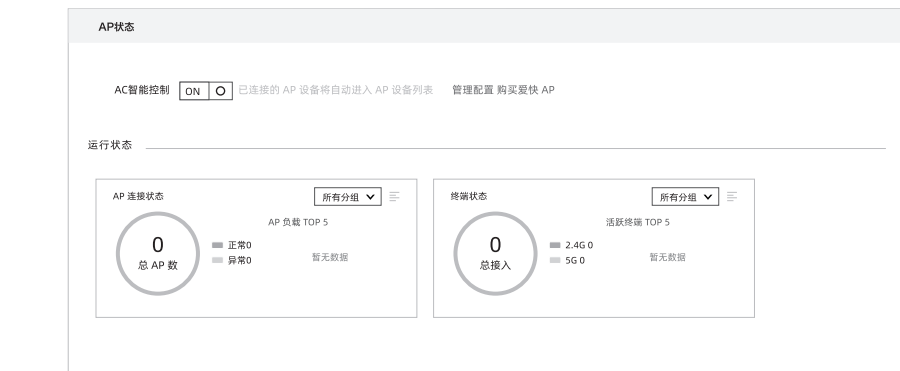 AP状态
AC智能控制 ON 已连接的 AP 设备将自动进入 AP 设备列表 管理配置 购买爱快 AP
运行状态
AP 连接状态 所有分组
AP 负载 TOP 5
0
总 AP 数
正常0
异常0
暂无数据
终端状态 所有分组
活跃终端 TOP 5
0
总接入
2.4G 0
5G 0
暂无数据